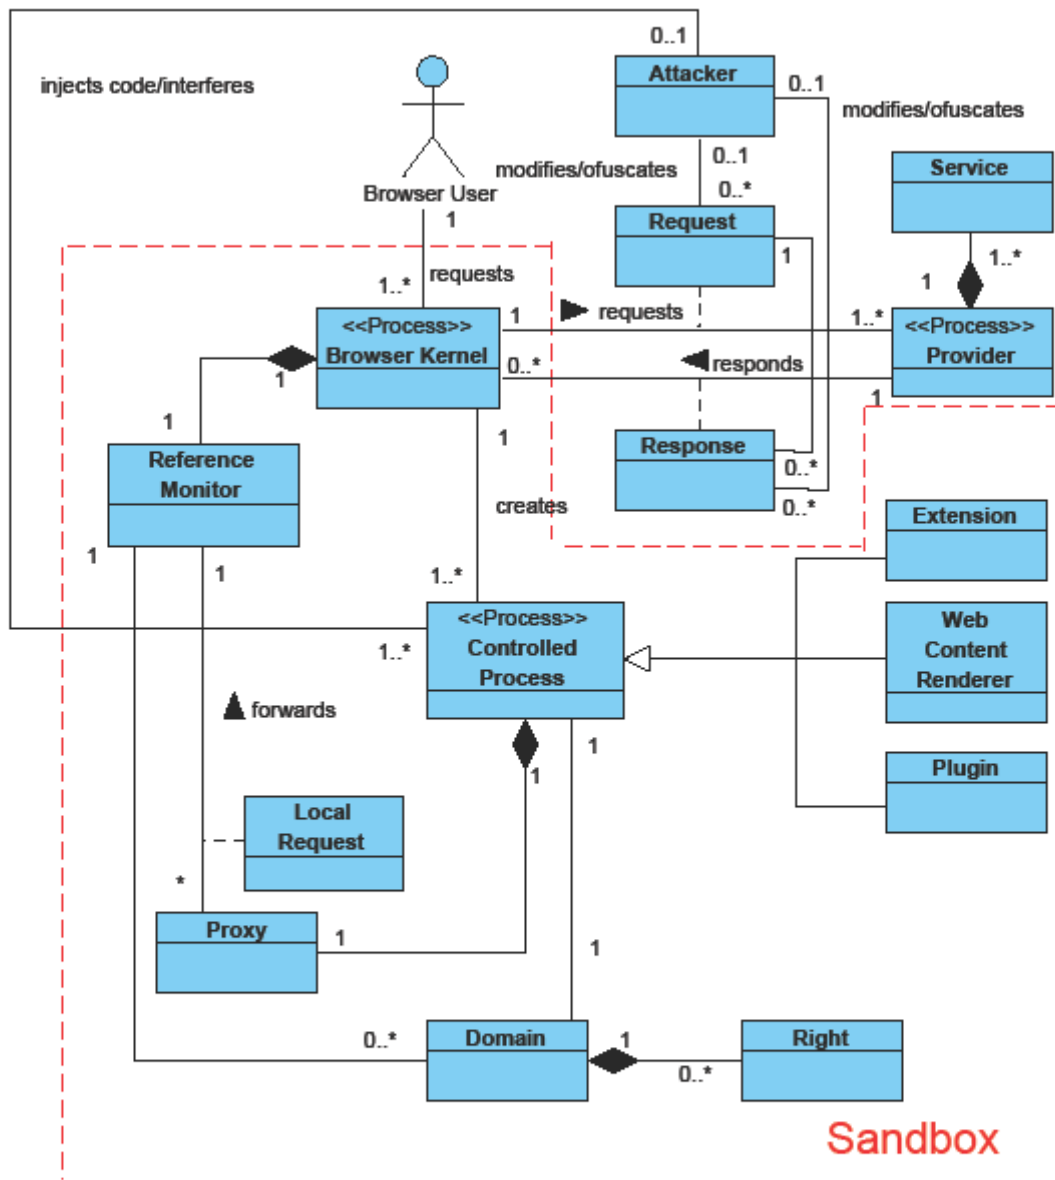 0..1
injects code/interferes
Attacker
0..1
modifies/ofuscates
0..1
modifies/ofuscates
0..*
Service
Browser User
1
Request
1
1..*
1
requests
1..*
<<Process>>
Browser Kernel
1
requests
1..*
<<Process>>
Provider
0..*
responds
1
1
1
1
Reference
Monitor
Response
0..*
0..*
creates
Extension
1
1
1..*
<<Process>>
Controlled
Process
1..*
Web
Content
Renderer
forwards
1
1
Plugin
Local
Request
*
Proxy
1
1
0..*
Domain
1
0..*
Right
Sandbox